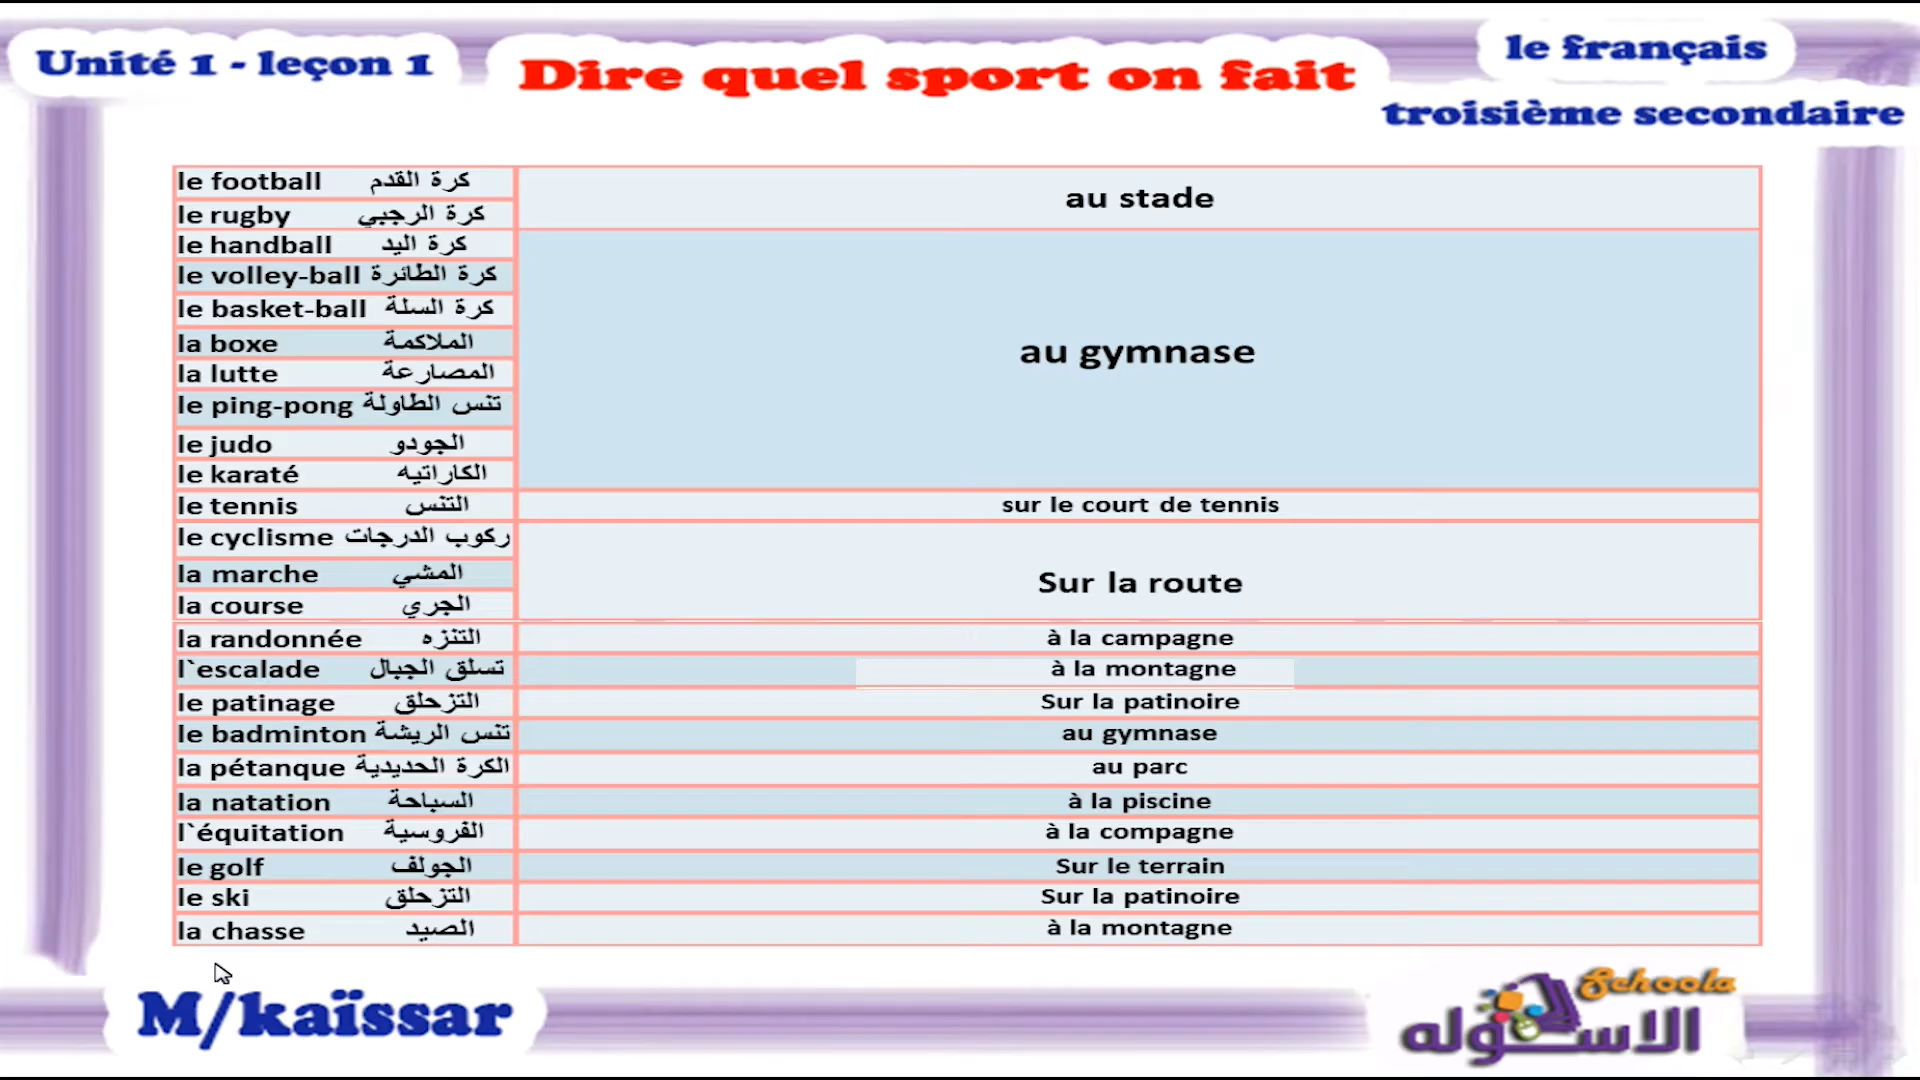 Unité 1 - leçon 1
Dire quel sport on fait
le français
troisième secondaire
le football كرة القدم
le rugby كرة الرجبي
au stade
le handball كرة اليد
le volley-ball كرة الطائرة
le basket-ball كرة السلة
la boxe الملاكمة
la lutte المصارعة
le ping-pong تنس الطاولة
le judo الجودو
le karaté الكاراتيه
au gymnase
le tennis التنس
sur le court de tennis
le cyclisme ركوب الدرجات
la marche المشي
la course الجري
Sur la route
la randonnée التنزه
à la campagne
l`escalade تسلق الجبال
à la montagne
le patinage التزحلق
Sur la patinoire
le badminton تنس الريشة
au gymnase
la pétanque الكرة الحديدية
au parc
la natation السباحة
à la piscine
l`équitation الفروسية
à la compagne
le golf الجولف
Sur le terrain
le ski التزحلق
Sur la patinoire
la chasse الصيد
à la montagne
M/kaïssar
Schoola
الاسكوله